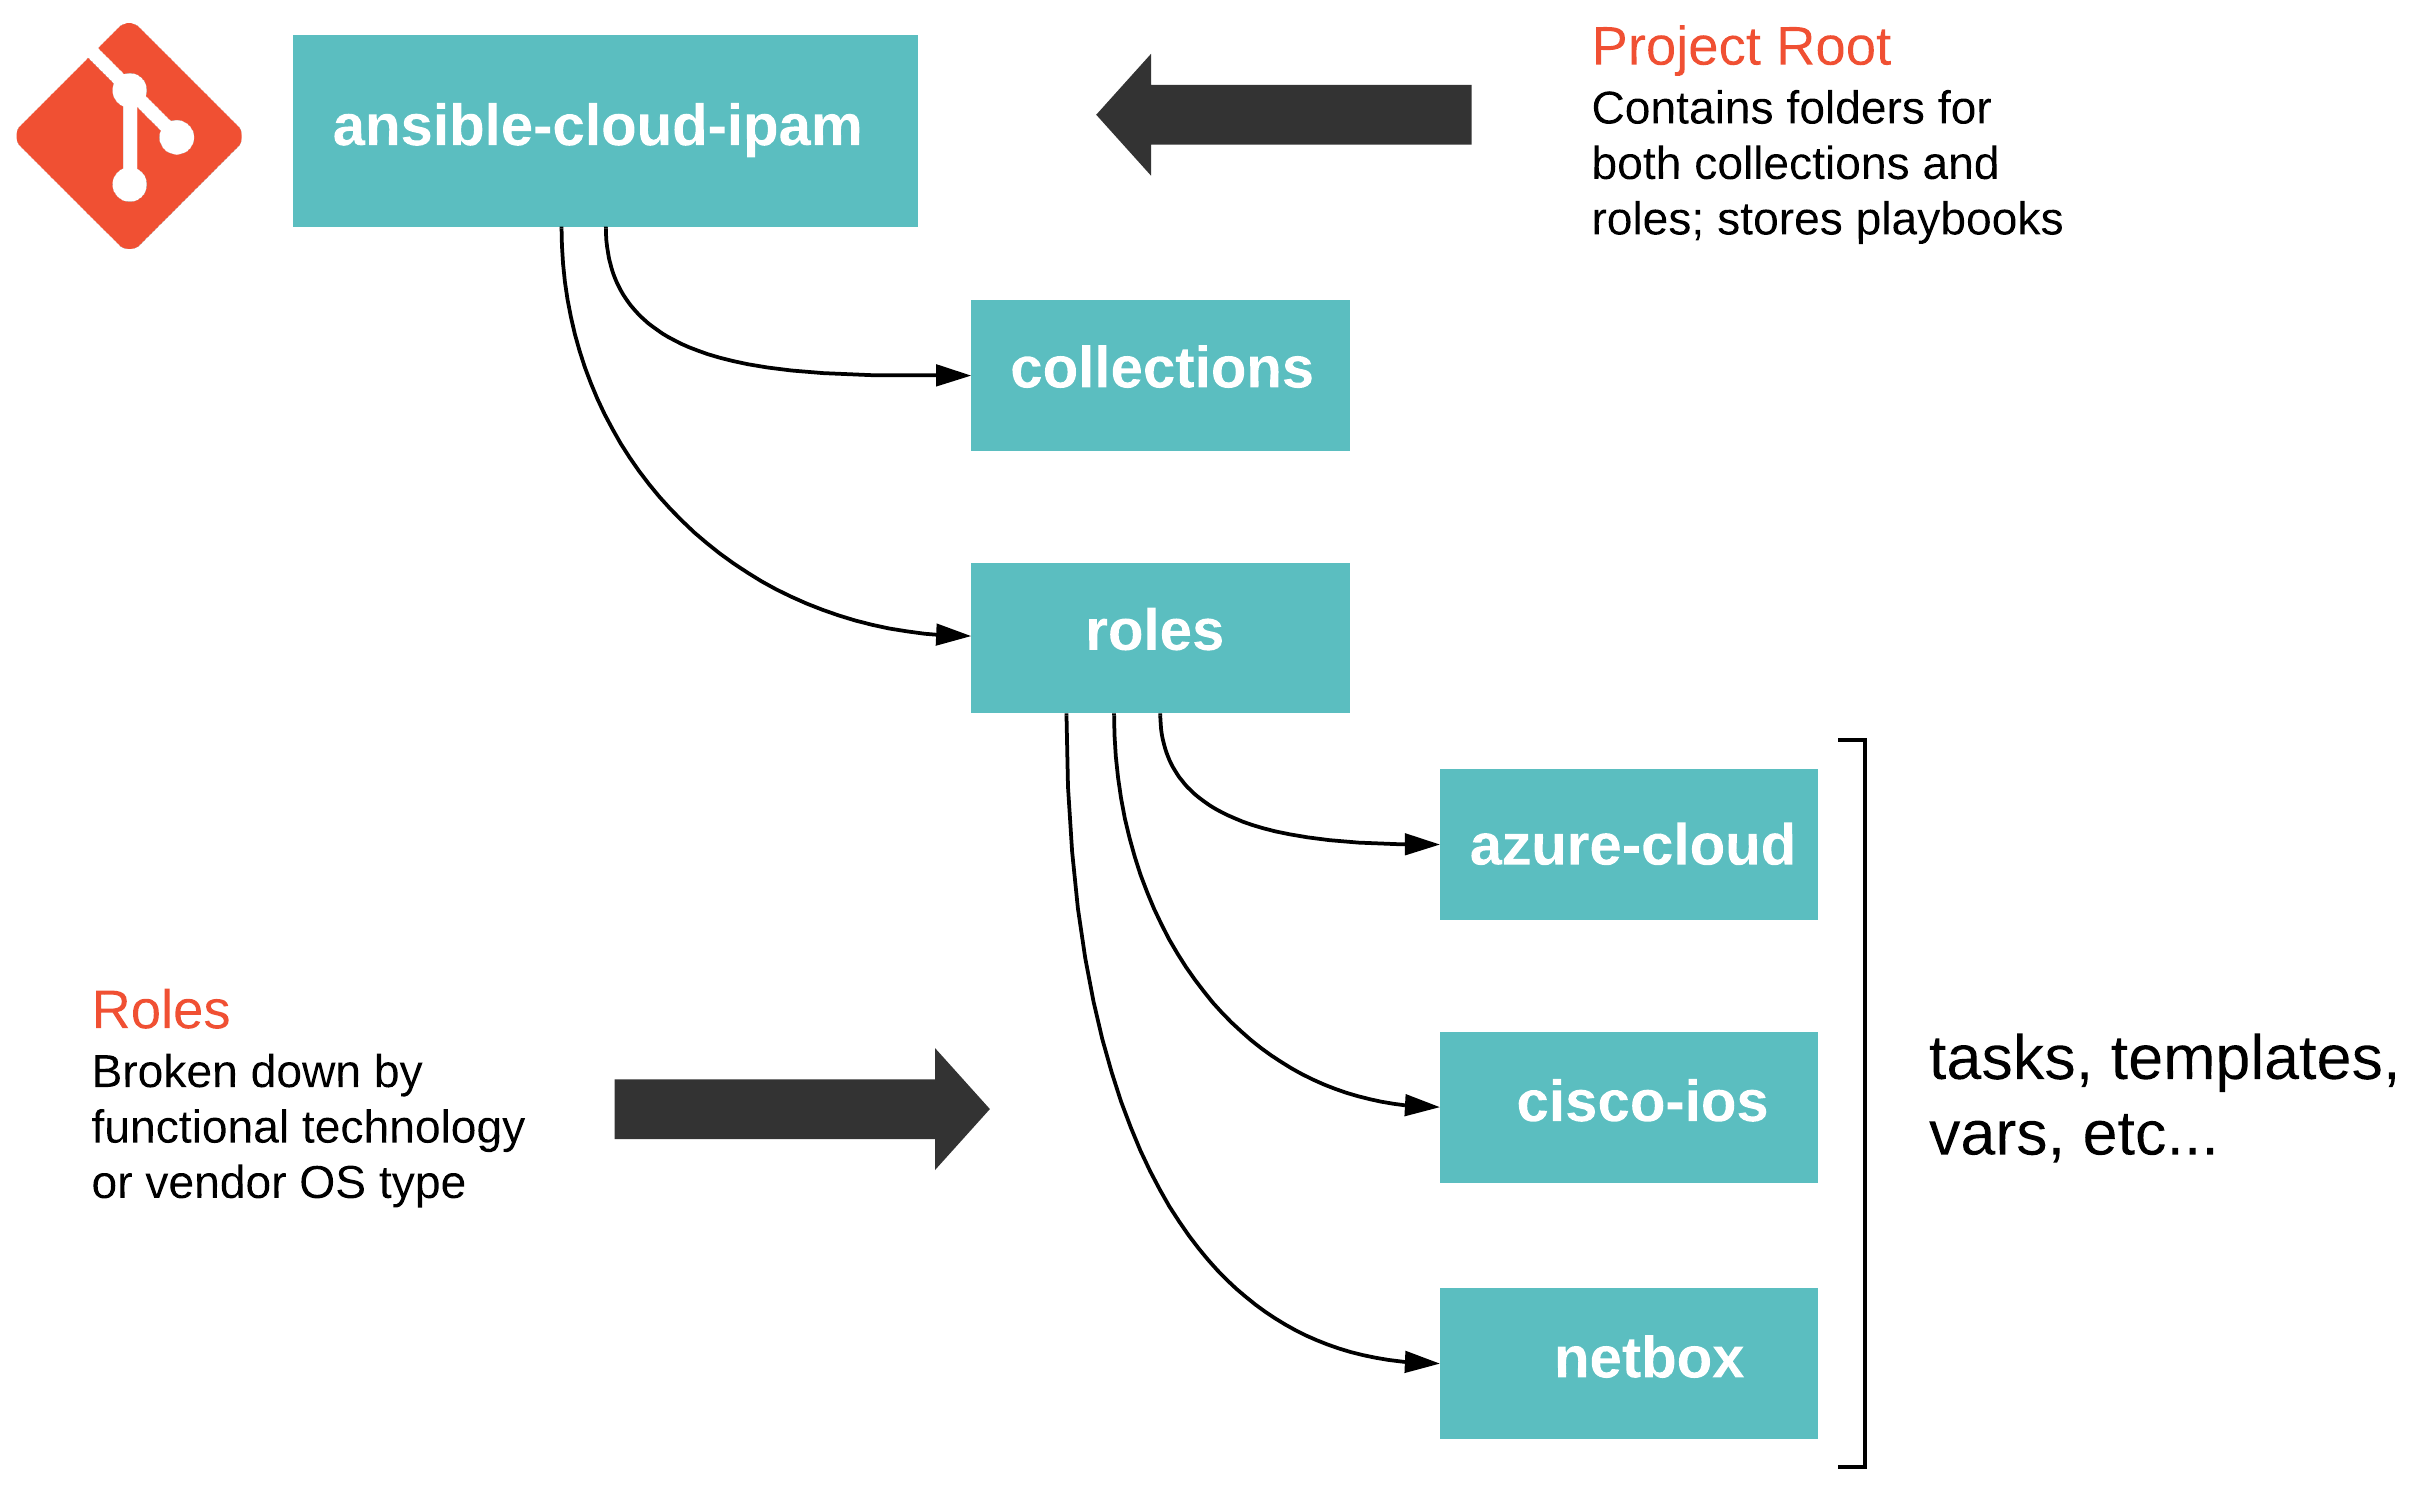 ansible-cloud-ipam
Project Root
Contains folders for
both collections and
roles; stores playbooks
collections
roles
azure-cloud
Roles
Broken down by
functional technology
or vendor OS type
cisco-ios
tasks, templates,
vars, etc...
netbox